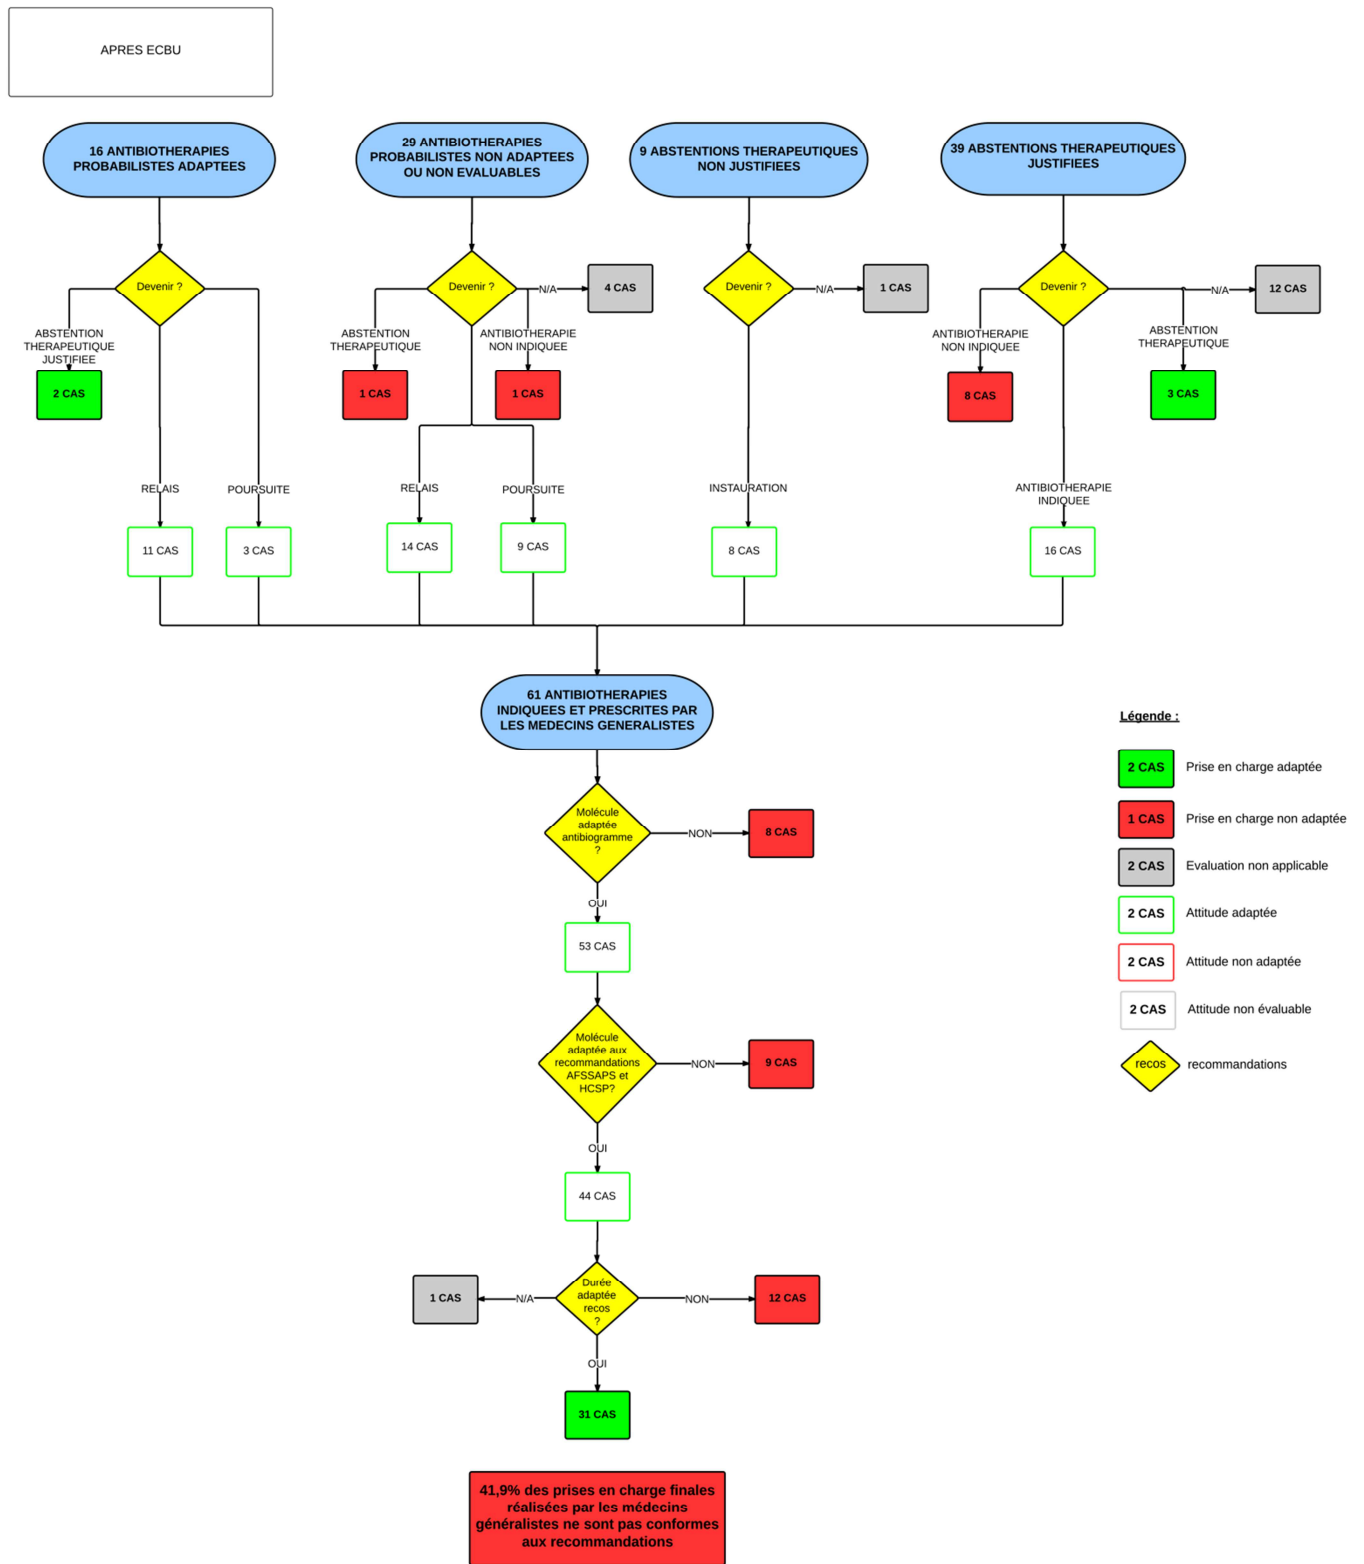 APRES ECBU
16 ANTIBIOTHERAPIES
PROBABILISTES ADAPTEES
29 ANTIBIOTHERAPIES
PROBABILISTES NON ADAPTEES
OU NON EVALUABLES
9 ABSTENTIONS THERAPEUTIQUES
NON JUSTIFIEES
39 ABSTENTIONS THERAPEUTIQUES
JUSTIFIEES
Devenir ?
ABSTENTION
THERAPEUTIQUE
JUSTIFIEE
2 CAS
RELAIS
11 CAS
POURSUITE
3 CAS
Devenir ?
N/A
4 CAS
ABSTENTION
THERAPEUTIQUE
1 CAS
ANTIBIOTHERAPIE
NON INDIQUEE
1 CAS
RELAIS
14 CAS
POURSUITE
9 CAS
Devenir ?
N/A
1 CAS
INSTAURATION
8 CAS
Devenir ?
N/A
12 CAS
ANTIBIOTHERAPIE
NON INDIQUEE
8 CAS
ABSTENTION
THERAPEUTIQUE
3 CAS
ANTIBIOTHERAPIE
INDIQUEE
16 CAS
61 ANTIBIOTHERAPIES
INDIQUEES ET PRESCRITES PAR
LES MEDECINS GENERALISTES
Molécule
adaptée
antibiogramme
?
NON
8 CAS
OUI
53 CAS
Molécule
adaptée aux
recommandations
AFSSAPS et
HCSP?
NON
9 CAS
OUI
44 CAS
Durée
adaptée
recos
?
N/A
1 CAS
NON
12 CAS
OUI
31 CAS
41,9% des prises en charge finales
réalisées par les médecins
généralistes ne sont pas conformes
aux recommandations
Légende :
2 CAS Prise en charge adaptée
1 CAS Prise en charge non adaptée
2 CAS Evaluation non applicable
2 CAS Attitude adaptée
2 CAS Attitude non adaptée
2 CAS Attitude non évaluable
recos recommandations